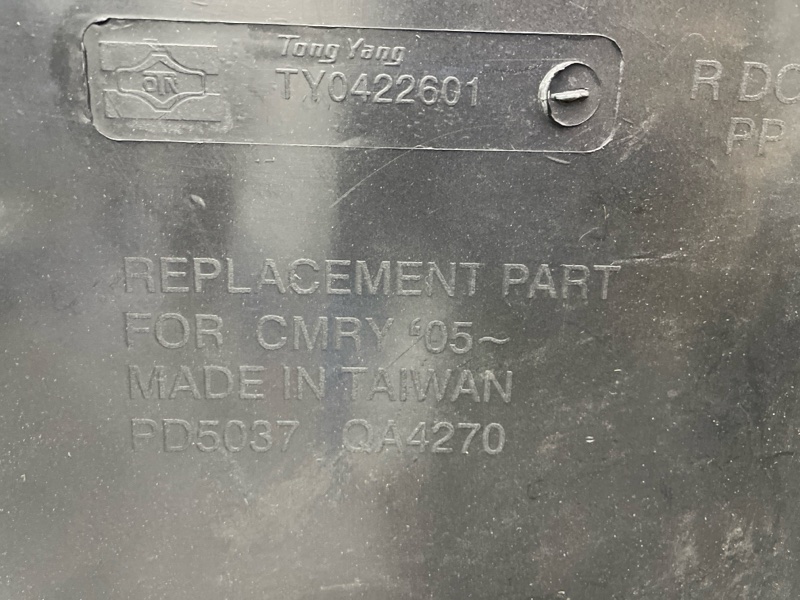 Tong Yang
TY0422601
R DO
PP
REPLACEMENT PART
FOR CMRY '05~
MADE IN TAIWAN
PD5037 QA4270